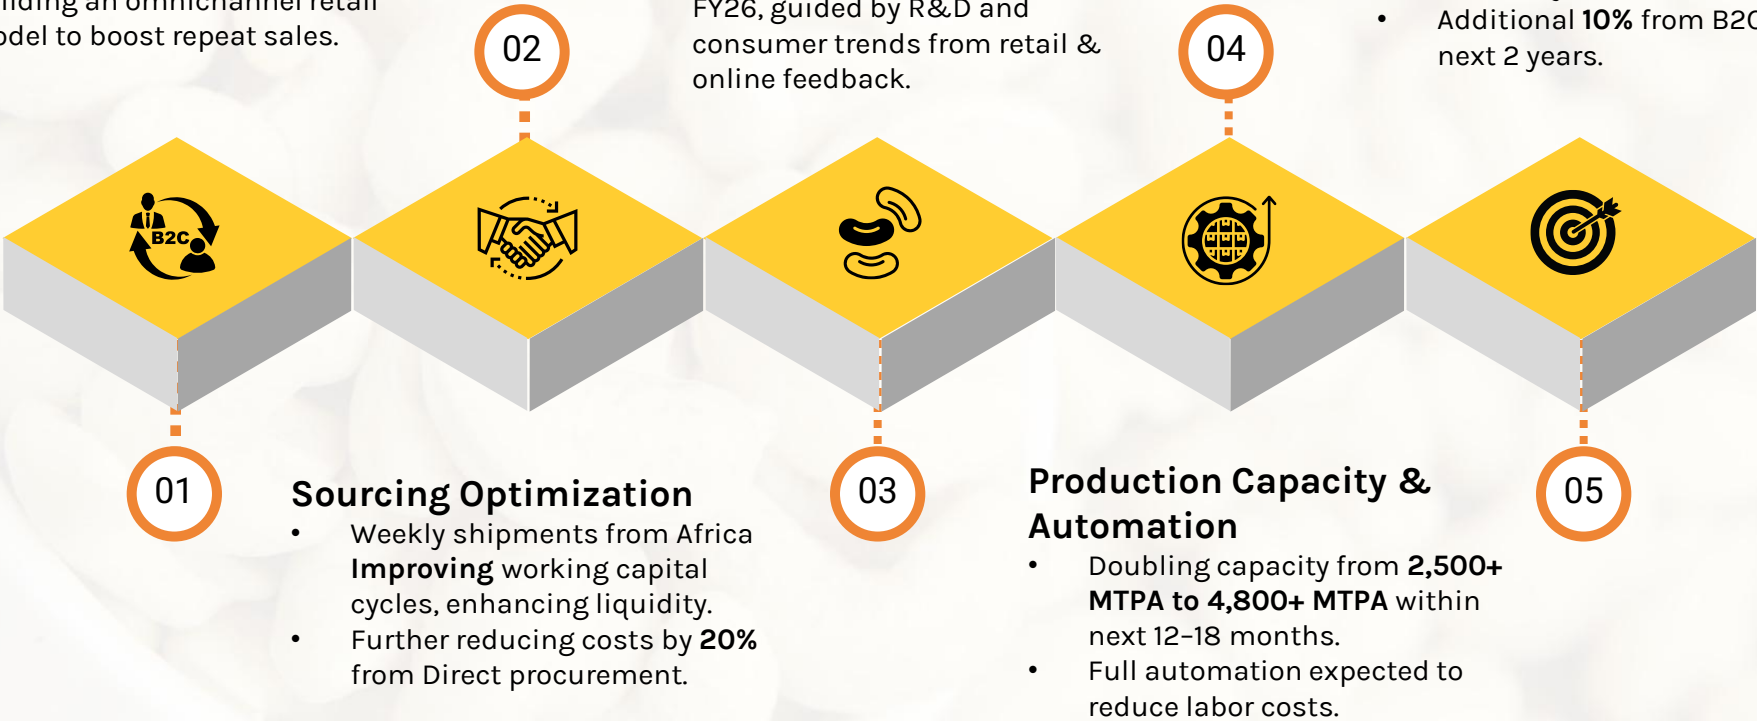 an omnichannel retail
to boost repeat sales.
02
FY26, guided by R&D and
consumer trends from retail &
online feedback.
04
• Additional 10% from
next 2 years.
B2C
01
Sourcing Optimization
• Weekly shipments from Africa
Improving working capital
cycles, enhancing liquidity.
• Further reducing costs by 20%
from Direct procurement.
03
Production Capacity &
Automation
• Doubling capacity from 2,500+
MTPA to 4,800+ MTPA within
next 12–18 months.
• Full automation expected to
reduce labor costs.
05